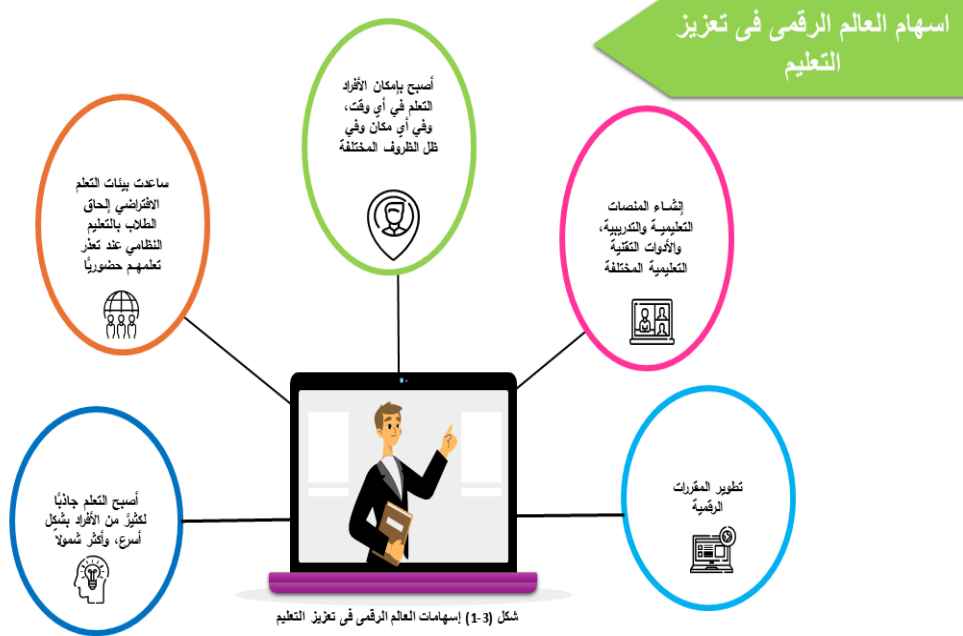 اسهام العالم الرقمى فى تعزيز
التعليم
أصبح بإمكان الأفراد
التعلم في أي وقت،
وفي أي مكان وفي
ظل الظروف المختلفة
إنشاء المنصات
التعليمية والتدريبية،
والأدوات التقنية
التعليمية المختلفة
ساعدت بيئات التعلم
الافتراضي إلحاق
الطلاب بالتعليم
النظامي عند تعذر
تعلمهم حضوريًا
تطوير المقررات
الرقمية
أصبح التعلم جاذبًا
لكثيرً من الأفراد بشكل
أسرع، وأكثر شمولاً
شكل (3-1) إسهامات العالم الرقمى فى تعزيز التعليم